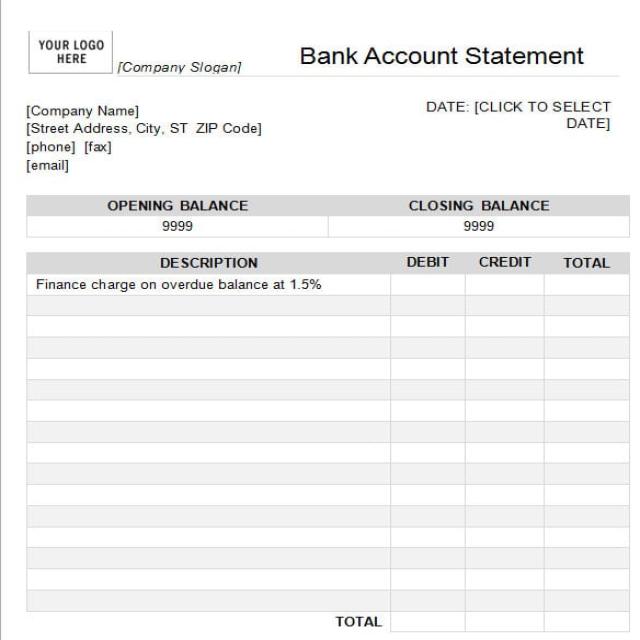 YOUR LOGO
HERE
[Company Slogan]
Bank Account Statement
[Company Name]
[Street Address, City, ST  ZIP Code]
[phone]  [fax]
[email]
DATE: [CLICK TO SELECT
DATE]
OPENING BALANCE CLOSING BALANCE
9999 9999
DESCRIPTION DEBIT CREDIT TOTAL
Finance charge on overdue balance at 1.5%
TOTAL